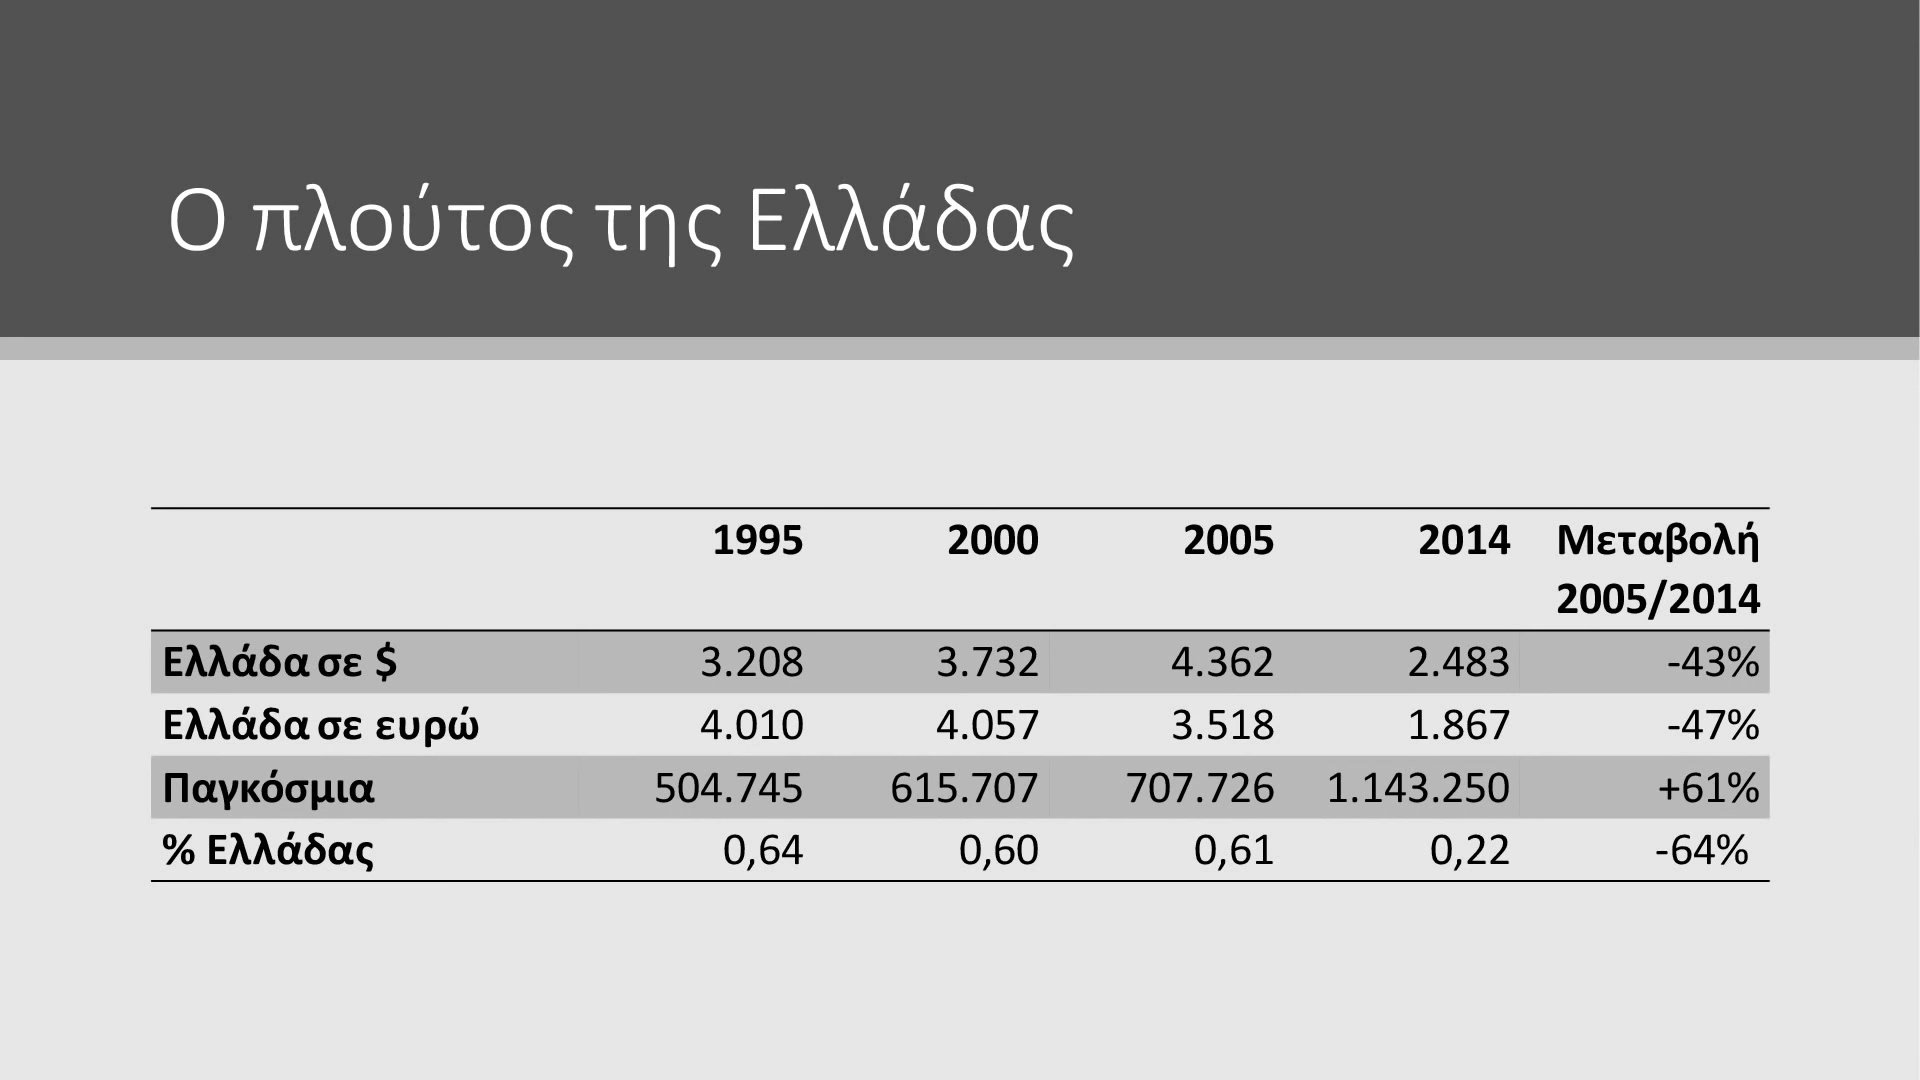 Ο πλούτος της Ελλάδας
1995 2000 2005 2014 Μεταβολή
2005/2014
Ελλάδα σε $ 3.208 3.732 4.362 2.483 -43%
Ελλάδα σε ευρώ 4.010 4.057 3.518 1.867 -47%
Παγκόσμια 504.745 615.707 707.726 1.143.250 +61%
% Ελλάδας 0,64 0,60 0,61 0,22 -64%